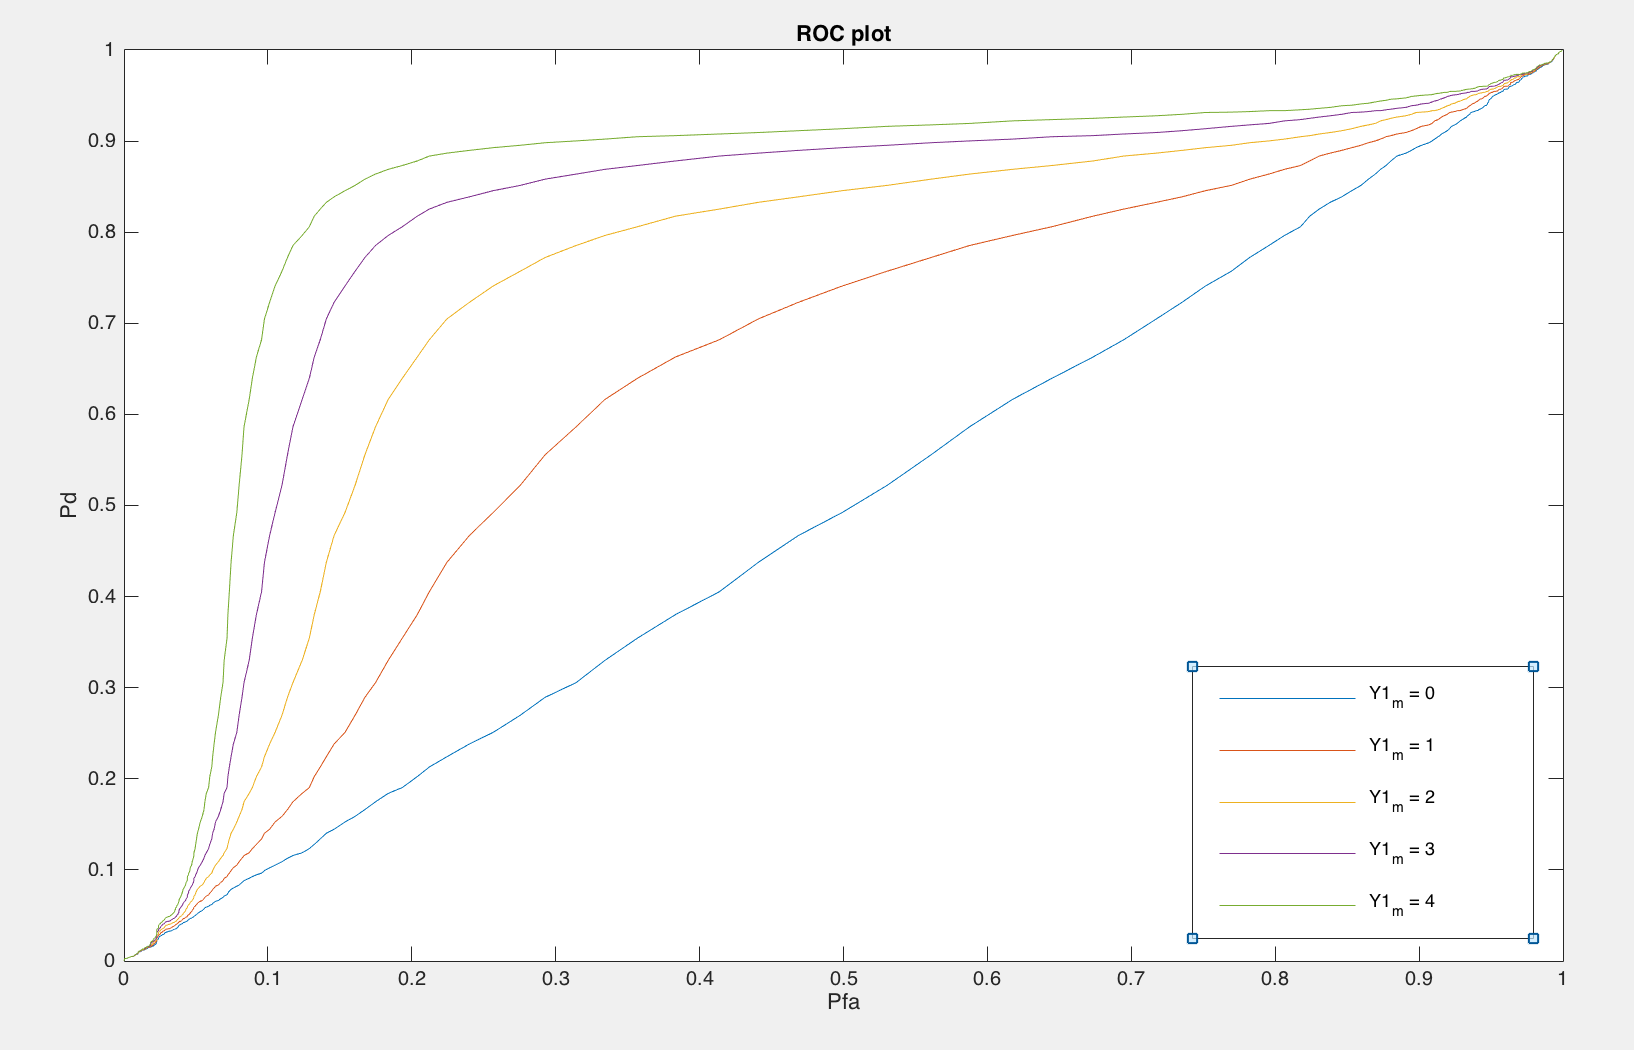 ROC plot
1
0.9
0.8
0.7
0.6
0.5
0.4
0.3
0.2
0.1
0
Pd
0 0.1 0.2 0.3 0.4 0.5 0.6 0.7 0.8 0.9 1
Pfa
Y1m = 0
Y1m = 1
Y1m = 2
Y1m = 3
Y1m = 4